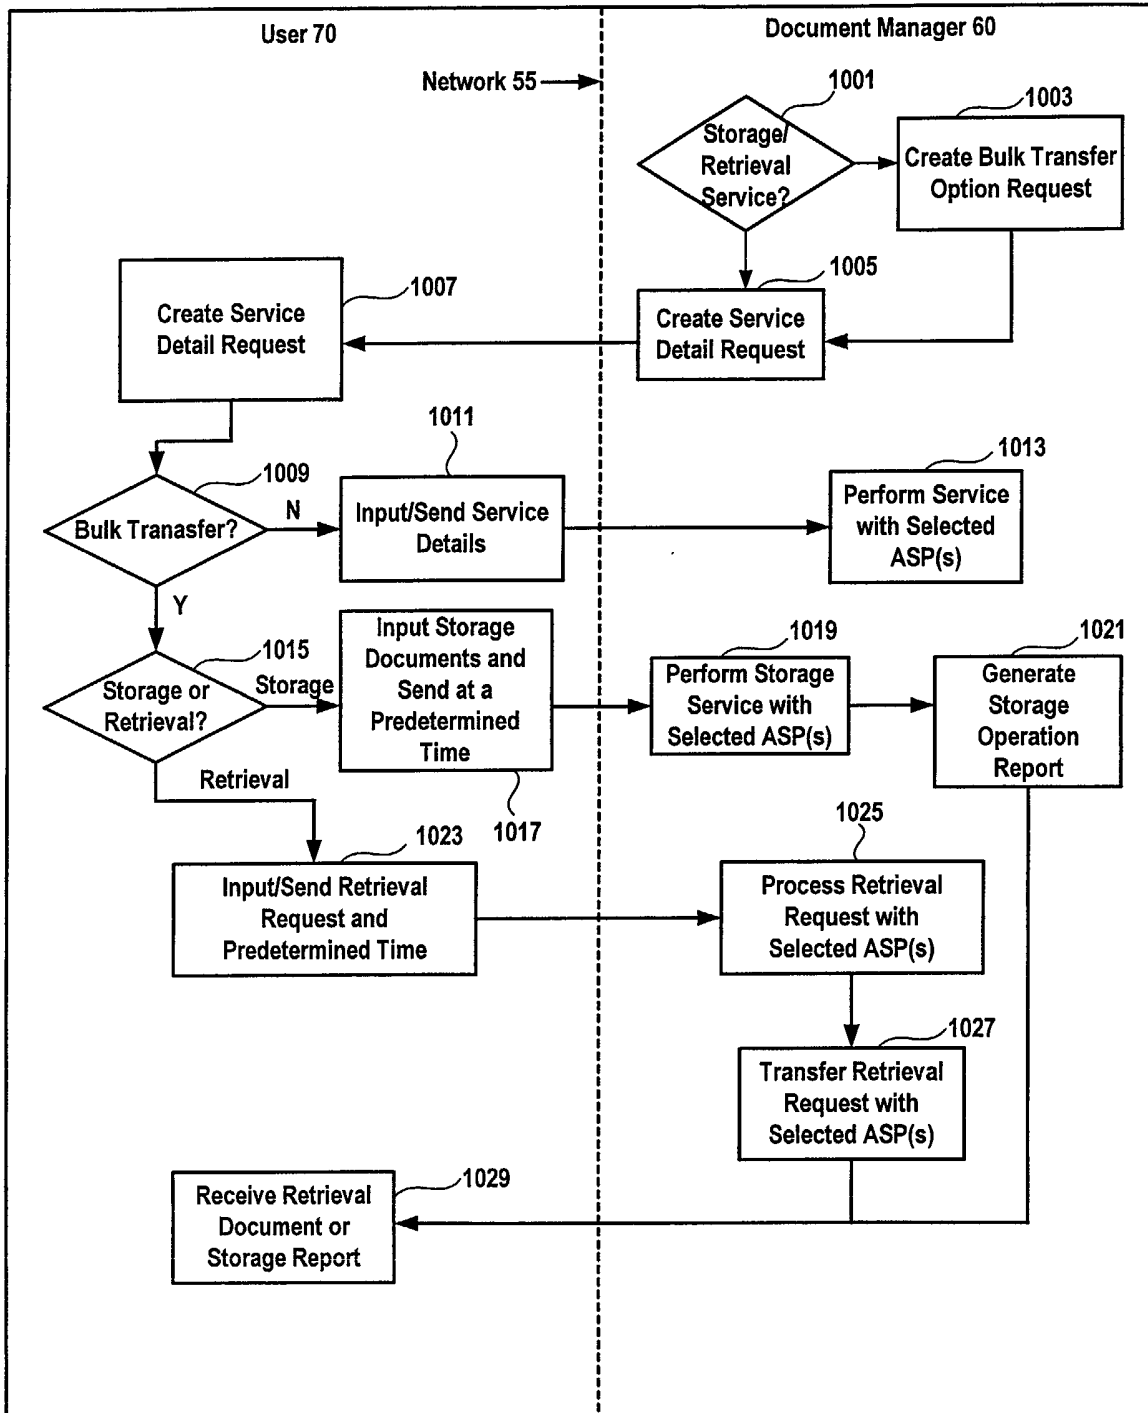 User 70
Document Manager 60
Network 55
1001
1003
Storage/
Retrieval
Service?
Create Bulk Transfer
Option Request
1005
1007
Create Service
Detail Request
Create Service
Detail Request
1011
1009
1013
Bulk Tranasfer?
N
Input/Send Service
Details
Perform Service
with Selected
ASP(s)
Y
1015
Storage or
Retrieval?
Storage
Input Storage
Documents and
Send at a
Predetermined
Time
1019
Perform Storage
Service with
Selected ASP(s)
1021
Generate
Storage
Operation
Report
Retrieval
1017
1023
Input/Send Retrieval
Request and
Predetermined Time
1025
Process Retrieval
Request with
Selected ASP(s)
1027
Transfer Retrieval
Request with
Selected ASP(s)
1029
Receive Retrieval
Document or
Storage Report